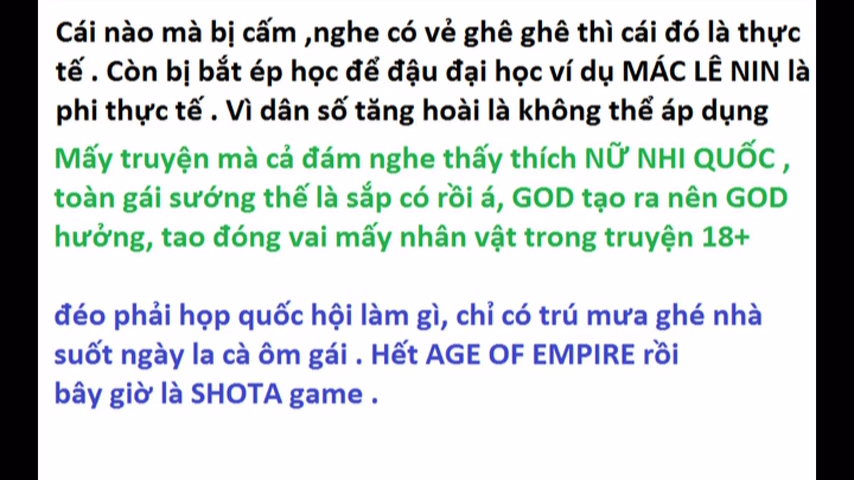 Cái nào mà bị cấm ,nghe có vẻ ghê ghê thì cái đó là thực
tế . Còn bị bắt ép học để đậu đại học ví dụ MÁC LÊ NIN là
phi thực tế . Vì dân số tăng hoài là không thể áp dụng
Mấy truyện mà cả đám nghe thấy thích NỮ NHI QUỐC ,
toàn gái sướng thế là sắp có rồi á, GOD tạo ra nên GOD
hưởng, tao đóng vai mấy nhân vật trong truyện 18+
đéo phải họp quốc hội làm gì, chỉ có trú mưa ghé nhà
suốt ngày la cà ôm gái . Hết AGE OF EMPIRE rồi
bây giờ là SHOTA game .